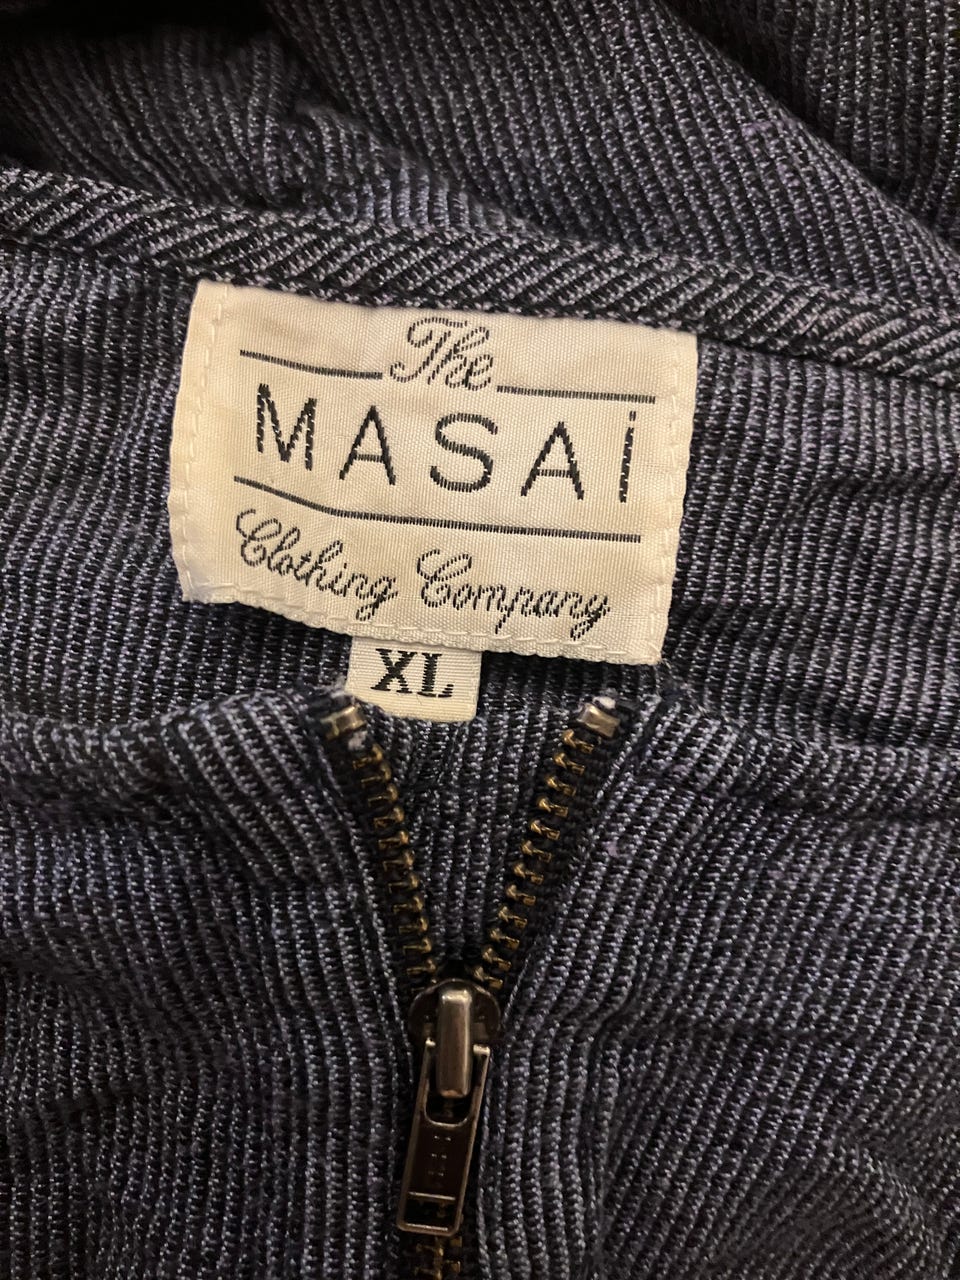 The
MASAi
Clothing Company
XL